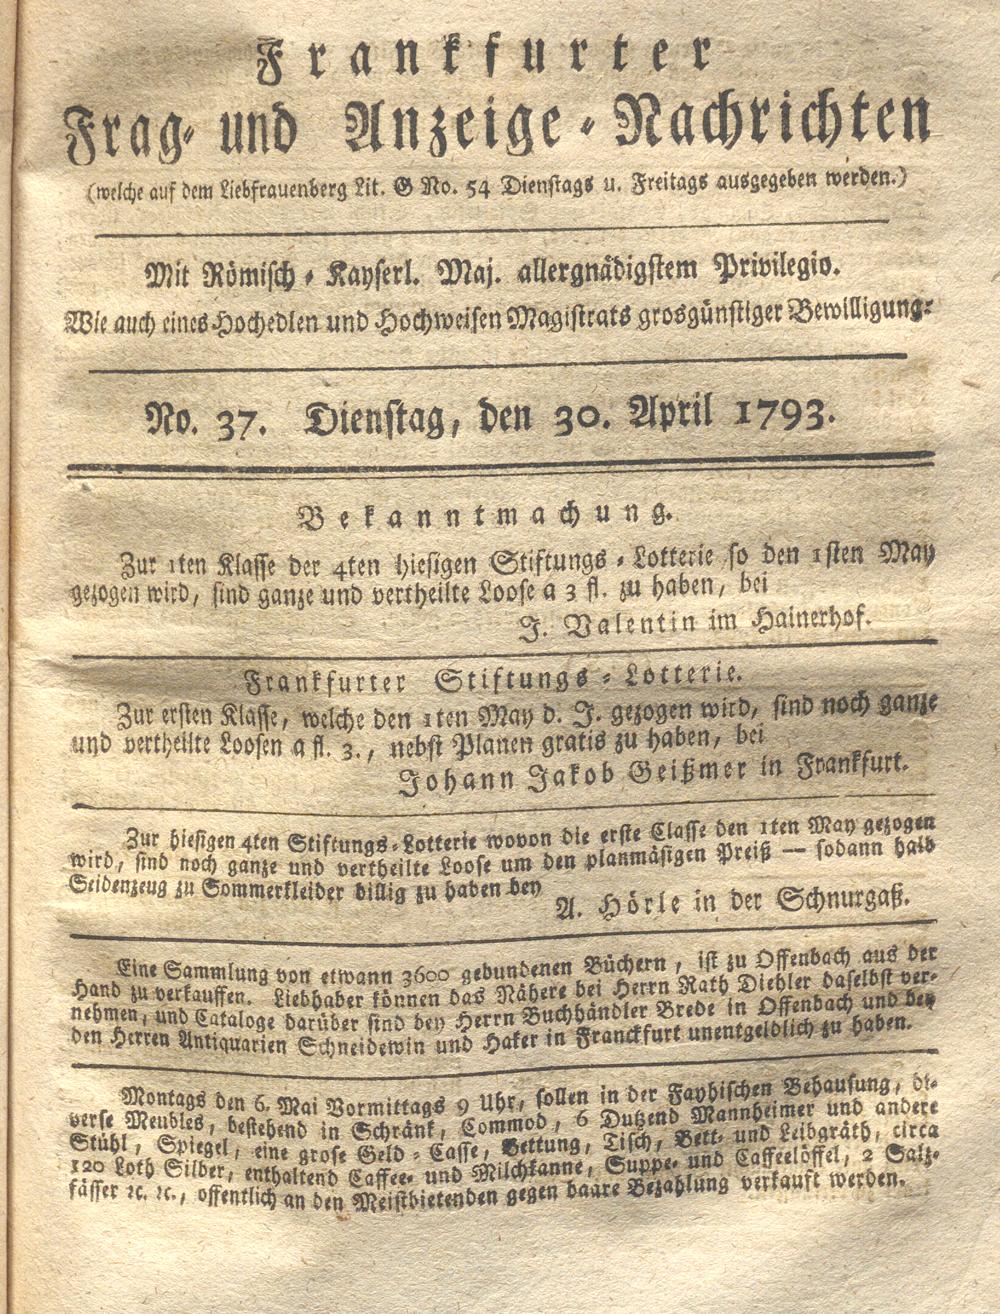 Frankfurter
Frag- und Anzeige-Nachrichten
(welche auf dem Liebfrauenberg Lit. G No. 54 Dienstags u. Freitags ausgegeben werden.)
Mit Römisch-Kayserl. Maj. allergnädigstem Privilegio.
Wie auch eines Hochedlen und Hochweisen Magistrats grosgünstiger Bewilligung.
No. 37. Dienstag, den 30. April 1793.
Bekanntmachung.
Zur 1ten Klasse der 4ten hiesigen Stiftungs-Lotterie so den 1sten May
gezogen wird, sind ganze und vertheilte Loose a 3 fl. zu haben, bei
J. Valentin im Hainerhof.
Frankfurter Stiftungs-Lotterie.
Zur ersten Klasse, welche den 1ten May d. J. gezogen wird, sind noch ganze
und vertheilte Loosen a fl. 3., nebst Planen gratis zu haben, bei
Johann Jakob Geißmer in Frankfurt.
Zur hiesigen 4ten Stiftungs-Lotterie wovon die erste Classe den 1ten May gezogen
wird, sind noch ganze und vertheilte Loose um den planmäsigen Preiß — sodann halb
Seidenzeug zu Sommerkleider billig zu haben bey
A. Hörle in der Schnurgaß.
Eine Sammlung von etwann 3600 gebundenen Büchern, ist zu Offenbach aus der
Hand zu verkauffen. Liebhaber können das Nähere bei Herrn Rath Diehler daselbst ver-
nehmen, und Cataloge darüber sind bey Herrn Buchhändler Brede in Offenbach und bey
den Herren Antiquarien Schneidewin und Haker in Franckfurt unentgeldlich zu haben.
Montags den 6. Mai Vormittags 9 Uhr, sollen in der Fayhischen Behausung, di-
verse Meubles, bestehend in Schränk, Commod, 6 Dutzend Mannheimer und andere
Stühl, Spiegel, eine grose Geld-Casse, Bettung, Tisch, Bett- und Leibgräth, circa
120 Loth Silber, enthaltend Caffee- und Milchkanne, Suppe- und Caffeelöffel, 2 Salz-
fässer ꝛc. ꝛc., offentlich an den Meistbietenden gegen baare Bezahlung verkauft werden.